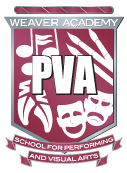 WEAVER ACADEMY
PVA
SCHOOL FOR PERFORMING
AND VISUAL ARTS